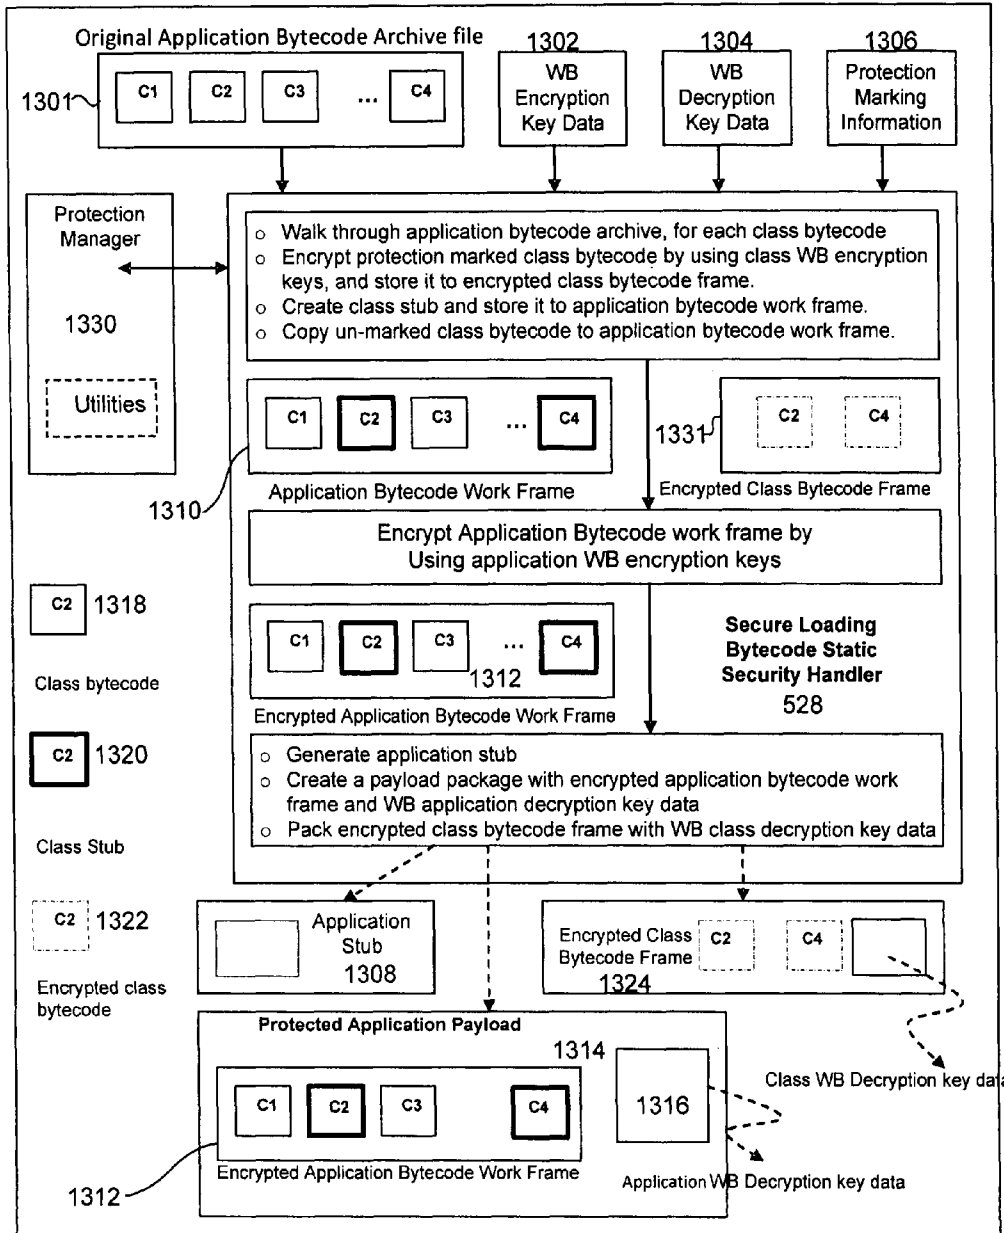 Original Application Bytecode Archive file
1301
C1 C2 C3 ... C4
1302
WB
Encryption
Key Data
1304
WB
Decryption
Key Data
1306
Protection
Marking
Information
Protection
Manager
1330
Utilities
o Walk through application bytecode archive, for each class bytecode
o Encrypt protection marked class bytecode by using class WB encryption
keys, and store it to encrypted class bytecode frame.
o Create class stub and store it to application bytecode work frame.
o Copy un-marked class bytecode to application bytecode work frame.
C1 C2 C3 ... C4
1310
Application Bytecode Work Frame
1331
C2 C4
Encrypted Class Bytecode Frame
Encrypt Application Bytecode work frame by
Using application WB encryption keys
C2 1318
Class bytecode
C1 C2 C3 ... C4
1312
Encrypted Application Bytecode Work Frame
Secure Loading
Bytecode Static
Security Handler
528
C2 1320
Class Stub
o Generate application stub
o Create a payload package with encrypted application bytecode work
frame and WB application decryption key data
o Pack encrypted class bytecode frame with WB class decryption key data
C2 1322
Encrypted class
bytecode
Application
Stub
1308
Encrypted Class
Bytecode Frame
1324
C2 C4
Class WB Decryption key data
Protected Application Payload
1314
C1 C2 C3 C4
1316
Encrypted Application Bytecode Work Frame
1312
Application WB Decryption key data